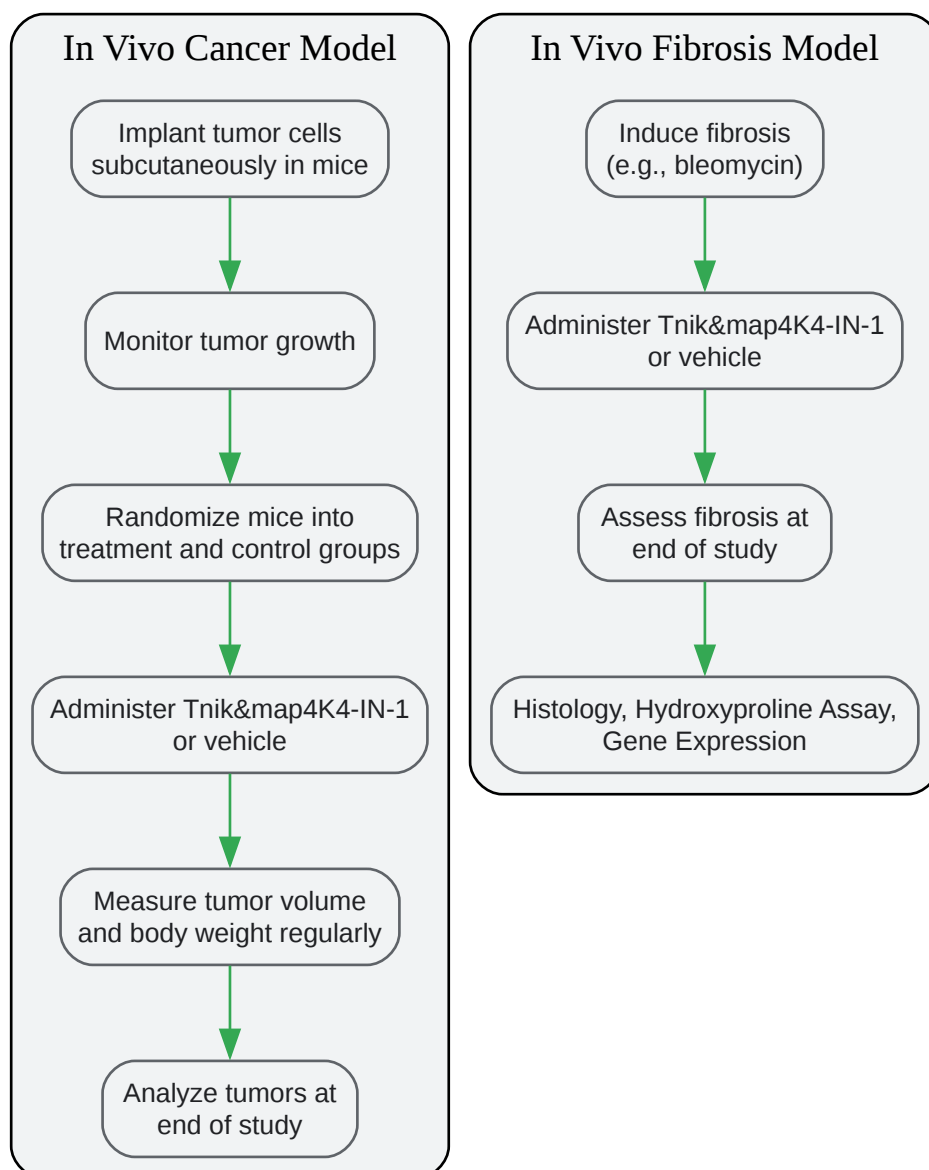 In Vivo Cancer Model
Implant tumor cells
subcutaneously in mice
Monitor tumor growth
Randomize mice into
treatment and control groups
Administer Tnik&map4K4-IN-1
or vehicle
Measure tumor volume
and body weight regularly
Analyze tumors at
end of study
In Vivo Fibrosis Model
Induce fibrosis
(e.g., bleomycin)
Administer Tnik&map4K4-IN-1
or vehicle
Assess fibrosis at
end of study
Histology, Hydroxyproline Assay,
Gene Expression